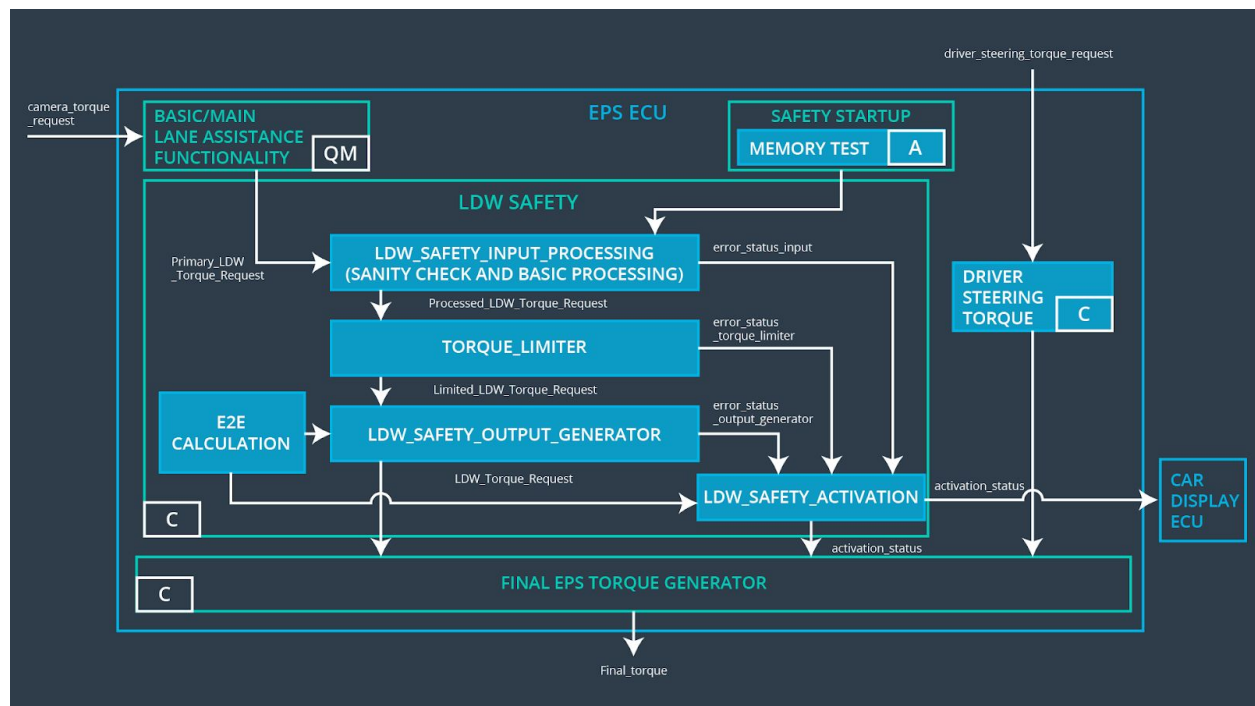 driver_steering_torque_request
camera_torque
_request
BASIC/MAIN
LANE ASSISTANCE
FUNCTIONALITY
QM
EPS ECU
SAFETY STARTUP
MEMORY TEST
A
LDW SAFETY
Primary_LDW
_Torque_Request
LDW_SAFETY_INPUT_PROCESSING
(SANITY CHECK AND BASIC PROCESSING)
error_status_input
DRIVER
STEERING
TORQUE
C
Processed_LDW_Torque_Request
TORQUE_LIMITER
error_status
_torque_limiter
Limited_LDW_Torque_Request
E2E
CALCULATION
LDW_SAFETY_OUTPUT_GENERATOR
error_status
_output_generator
LDW_Torque_Request
LDW_SAFETY_ACTIVATION
activation_status
CAR
DISPLAY
ECU
C
activation_status
FINAL EPS TORQUE GENERATOR
C
Final_torque